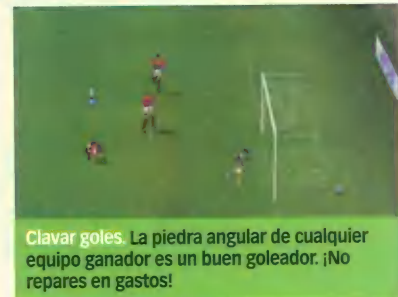 Clavar goles. La piedra angular de cualquier
equipo ganador es un buen goleador. ¡No
repares en gastos!